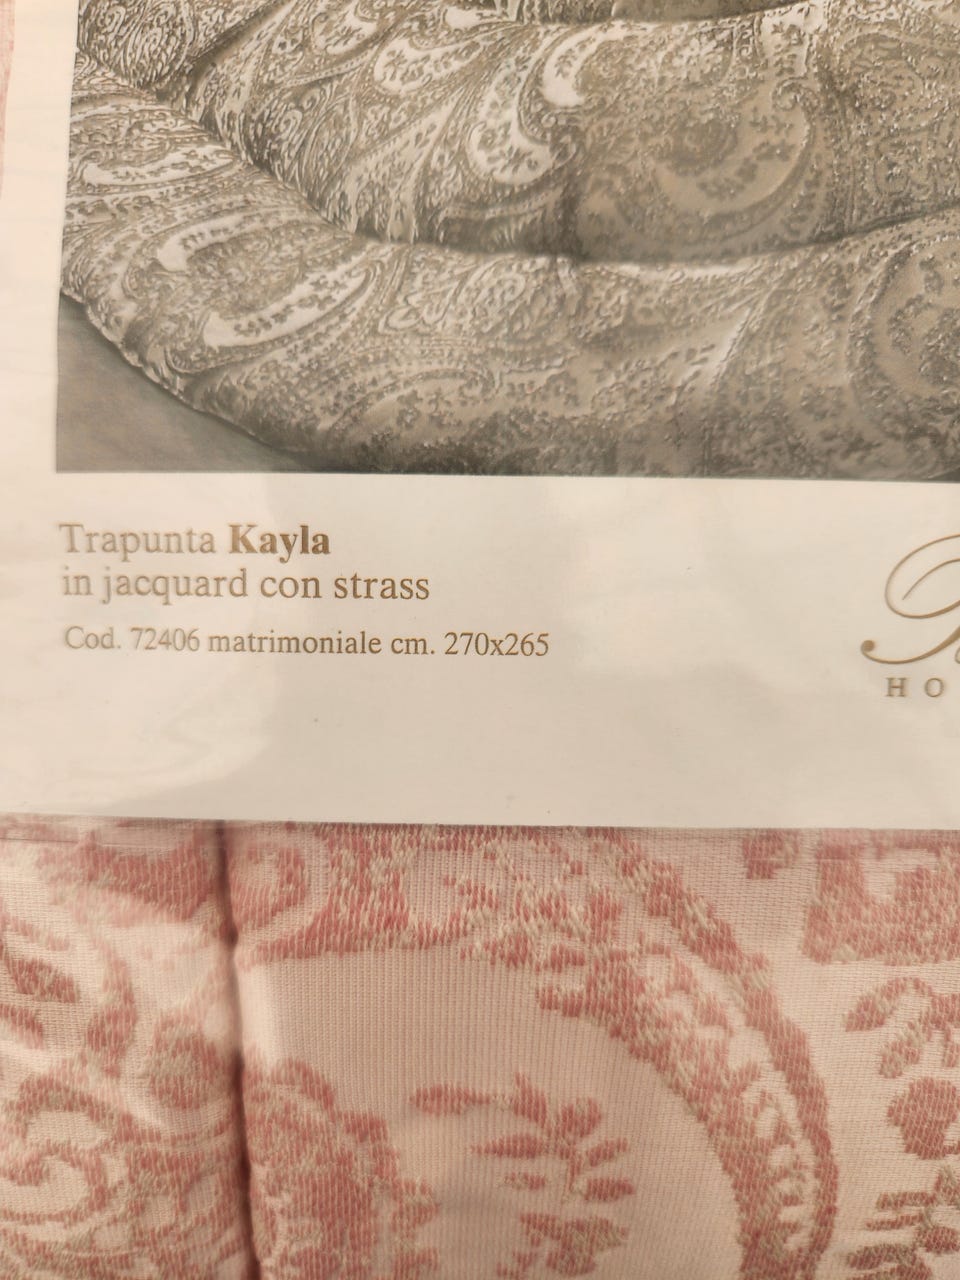 Trapunta Kayla
in jacquard con strass
Cod. 72406 matrimoniale cm. 270x265
HO